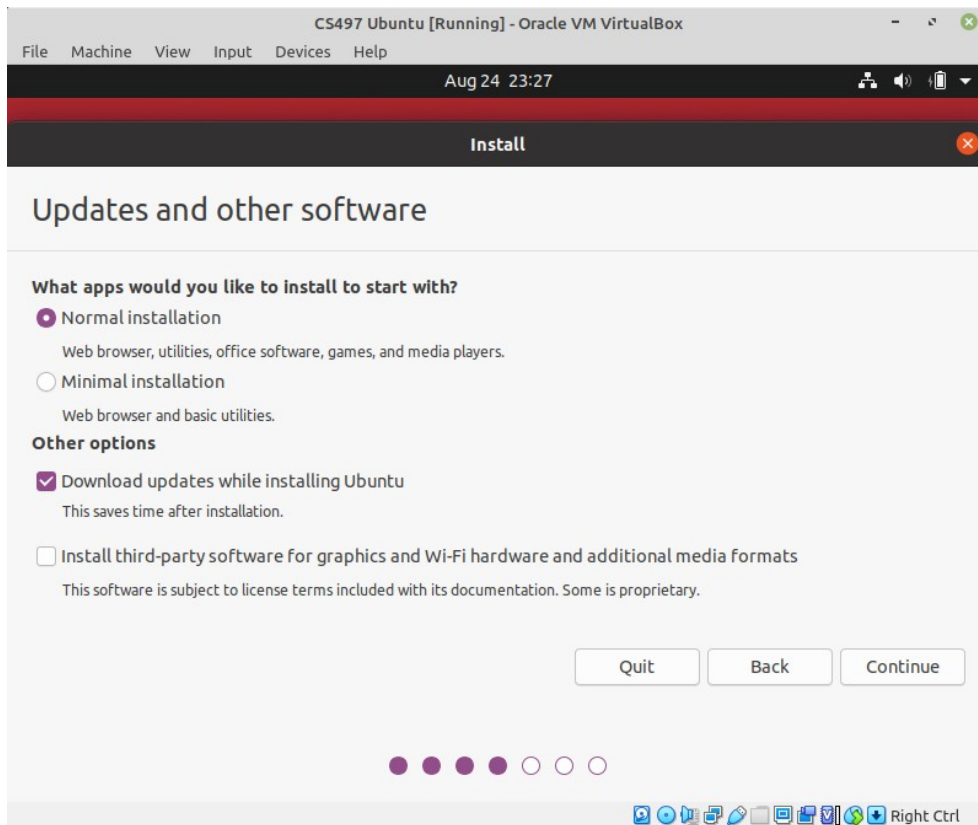 CS497 Ubuntu [Running] - Oracle VM VirtualBox
File Machine View Input Devices Help
Aug 24 23:27
Install
Updates and other software
What apps would you like to install to start with?
Normal installation
Web browser, utilities, office software, games, and media players.
Minimal installation
Web browser and basic utilities.
Other options
Download updates while installing Ubuntu
This saves time after installation.
Install third-party software for graphics and Wi-Fi hardware and additional media formats
This software is subject to license terms included with its documentation. Some is proprietary.
Quit Back Continue
Right Ctrl